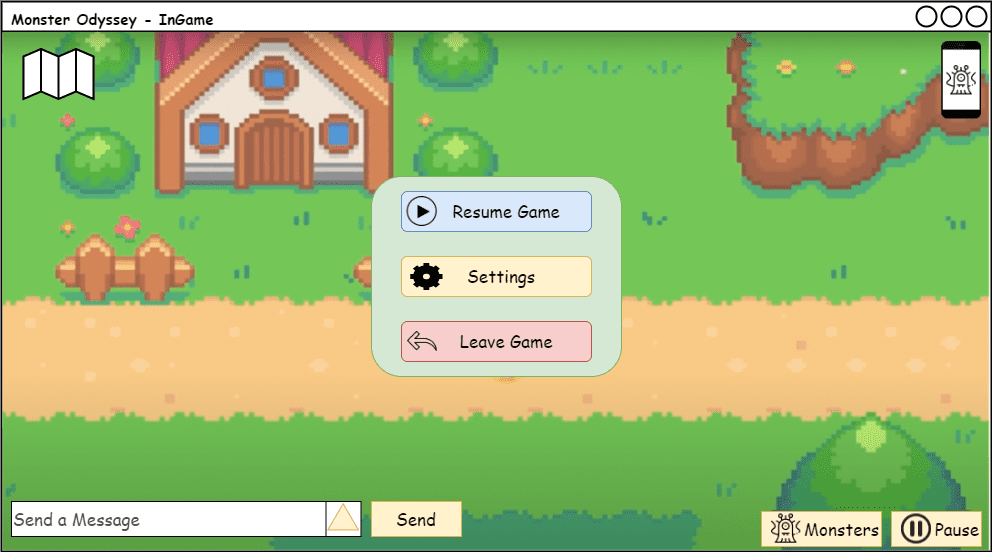 Monster Odyssey - InGame
Resume Game
Settings
Leave Game
Send a Message
Send
Monsters
Pause